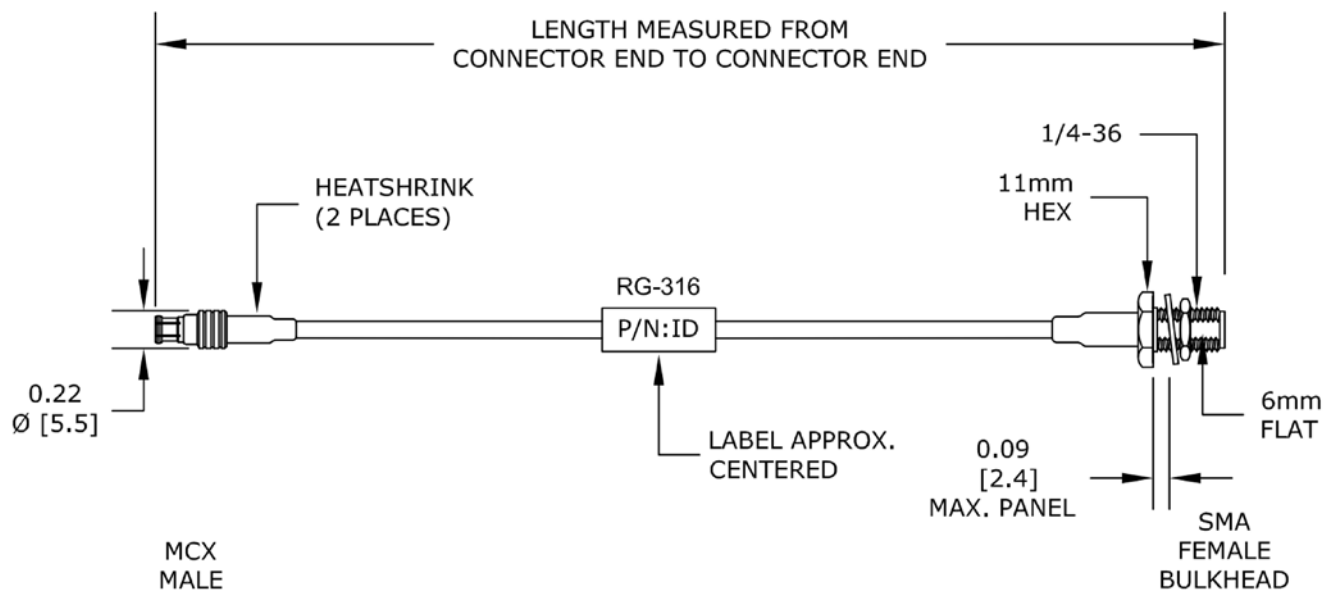 LENGTH MEASURED FROM
CONNECTOR END TO CONNECTOR END
1/4-36
11mm
HEX
HEATSHRINK
(2 PLACES)
RG-316
P/N:ID
0.22
Ø [5.5]
6mm
FLAT
LABEL APPROX.
CENTERED
0.09
[2.4]
MAX. PANEL
MCX
MALE
SMA
FEMALE
BULKHEAD